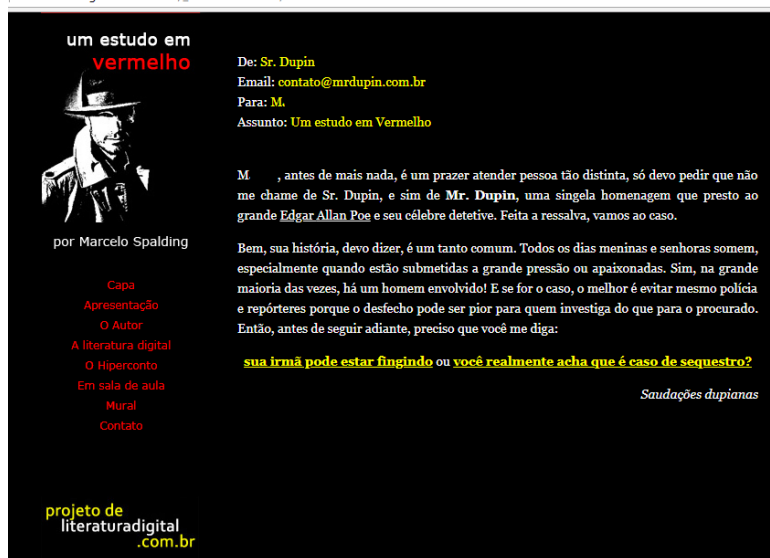 um estudo em
vermelho
por Marcelo Spalding
Capa
Apresentação
O Autor
A literatura digital
O Hiperconto
Em sala de aula
Mural
Contato
projeto de
literaturadigital
.com.br
De: Sr. Dupin
Email: contato@mrdupin.com.br
Para: M.
Assunto: Um estudo em Vermelho
M , antes de mais nada, é um prazer atender pessoa tão distinta, só devo pedir que não
me chame de Sr. Dupin, e sim de Mr. Dupin, uma singela homenagem que presto ao
grande Edgar Allan Poe e seu célebre detetive. Feita a ressalva, vamos ao caso.
Bem, sua história, devo dizer, é um tanto comum. Todos os dias meninas e senhoras somem,
especialmente quando estão submetidas a grande pressão ou apaixonadas. Sim, na grande
maioria das vezes, há um homem envolvido! E se for o caso, o melhor é evitar mesmo polícia
e repórteres porque o desfecho pode ser pior para quem investiga do que para o procurado.
Então, antes de seguir adiante, preciso que você me diga:
sua irmã pode estar fingindo ou você realmente acha que é caso de sequestro?
Saudações dupianas